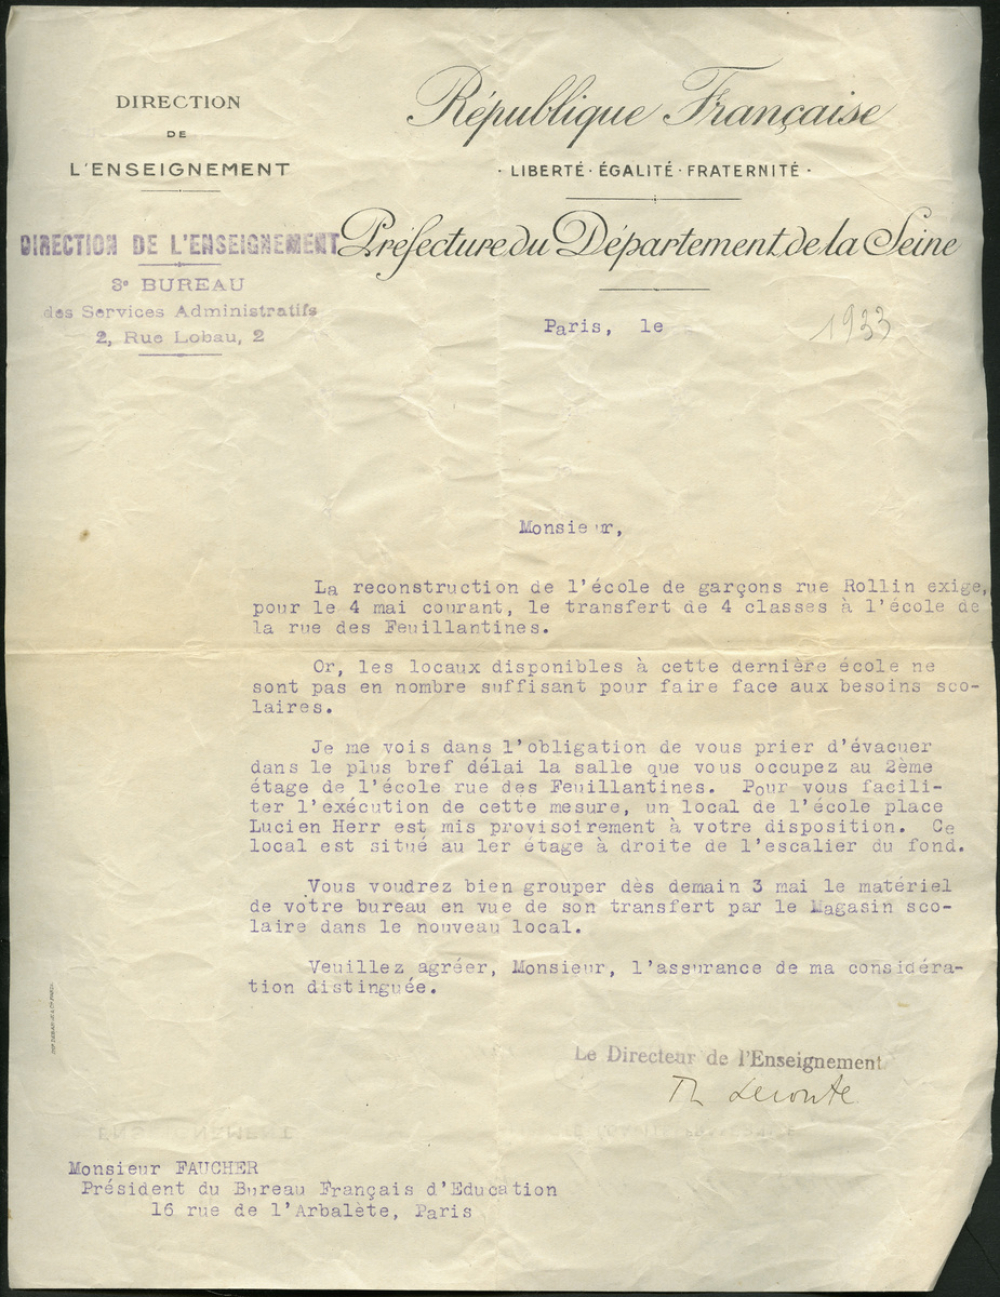 DIRECTION
DE
L'ENSEIGNEMENT
République Française
· LIBERTÉ · ÉGALITÉ · FRATERNITÉ ·
Préfecture du Département de la Seine
DIRECTION DE L'ENSEIGNEMENT
3e BUREAU
des Services Administratifs
2, Rue Lobau, 2
Paris, le
1933
Monsieur,
La reconstruction de l'école de garçons rue Rollin exige,
pour le 4 mai courant, le transfert de 4 classes à l'école de
la rue des Feuillantines.
Or, les locaux disponibles à cette dernière école ne
sont pas en nombre suffisant pour faire face aux besoins sco-
laires.
Je me vois dans l'obligation de vous prier d'évacuer
dans le plus bref délai la salle que vous occupez au 2ème
étage de l'école rue des Feuillantines. Pour vous facili-
ter l'exécution de cette mesure, un local de l'école place
Lucien Herr est mis provisoirement à votre disposition. Ce
local est situé au 1er étage à droite de l'escalier du fond.
Vous voudrez bien grouper dès demain 3 mai le matériel
de votre bureau en vue de son transfert par le Magasin sco-
laire dans le nouveau local.
Veuillez agréer, Monsieur, l'assurance de ma considéra-
tion distinguée.
Le Directeur de l'Enseignement
Th Leconte
Monsieur FAUCHER
Président du Bureau Français d'Education
16 rue de l'Arbalète, Paris